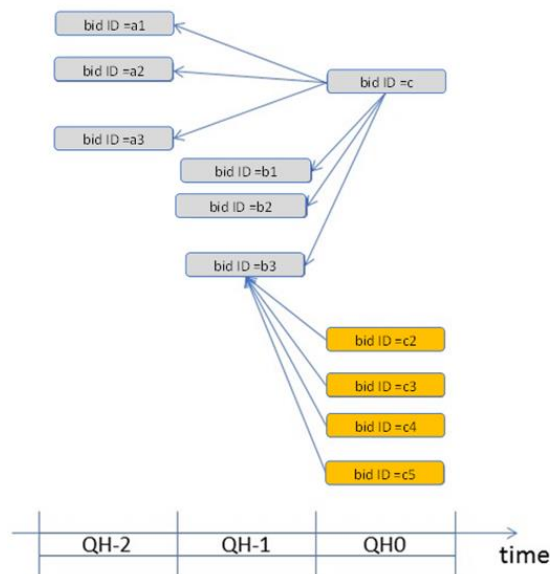 bid ID =a1
bid ID =a2
bid ID =c
bid ID =a3
bid ID =b1
bid ID =b2
bid ID =b3
bid ID =c2
bid ID =c3
bid ID =c4
bid ID =c5
QH-2 QH-1 QH0
time